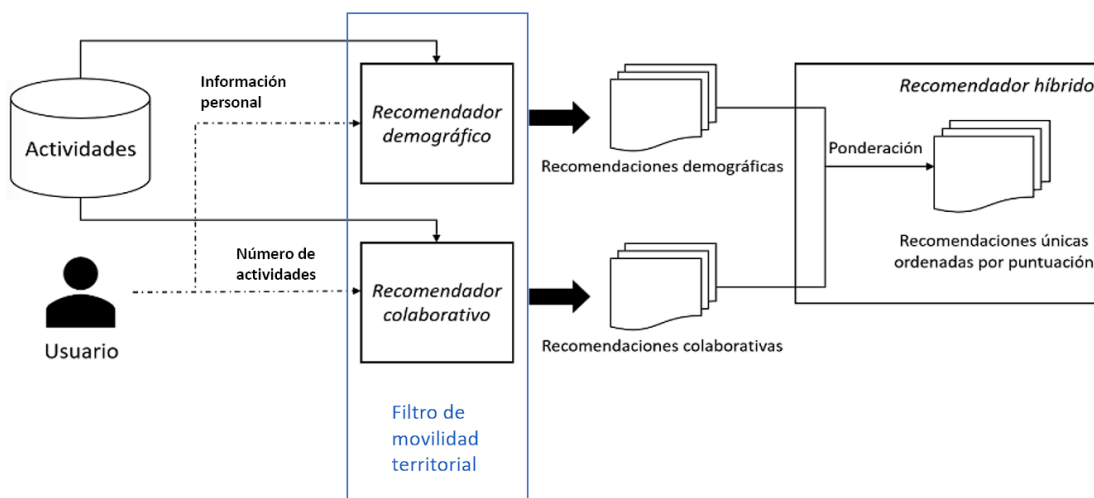 Actividades
Usuario
Información
personal
Número de
actividades
Recomendador
demográfico
Recomendador
colaborativo
Filtro de
movilidad
territorial
Recomendaciones demográficas
Recomendaciones colaborativas
Recomendador híbrido
Ponderación
Recomendaciones únicas
ordenadas por puntuación